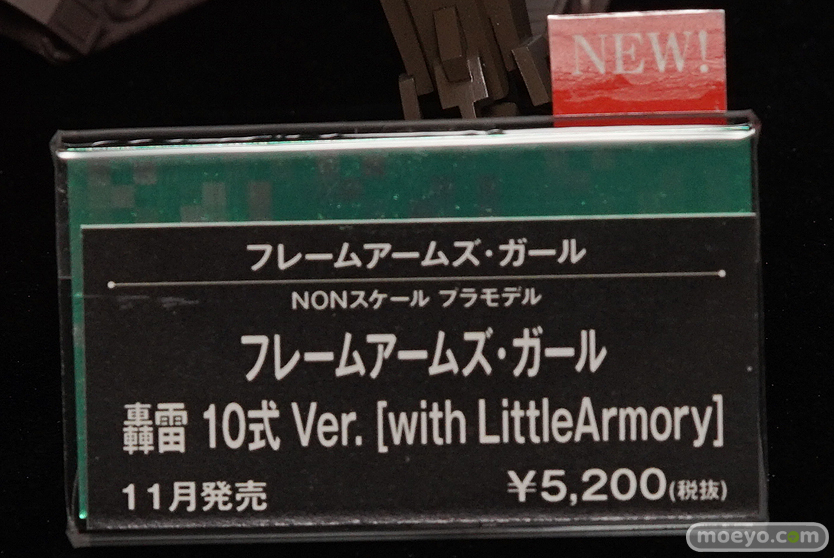 NEW!
フレームアームズ・ガール
NONスケール プラモデル
フレームアームズ・ガール
轟雷 10式 Ver. [with LittleArmory]
11月発売 ¥5,200(税抜)
moeyo.com